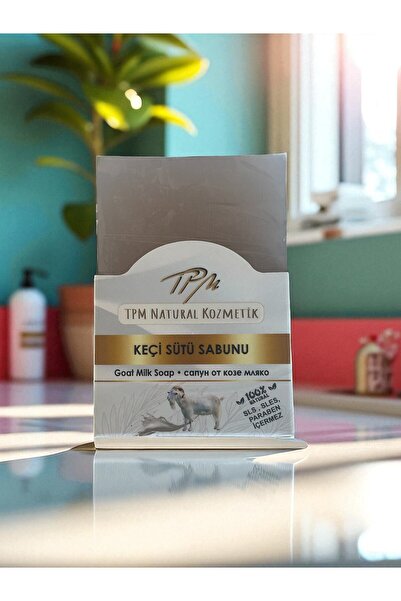 TPM
TPM NATURAL KOZMETİK
KEÇİ SÜTÜ SABUNU
Goat Milk Soap • сапун от козе мляко
100%
NATURAL
SLS, SLES,
PARABEN
İÇERMEZ